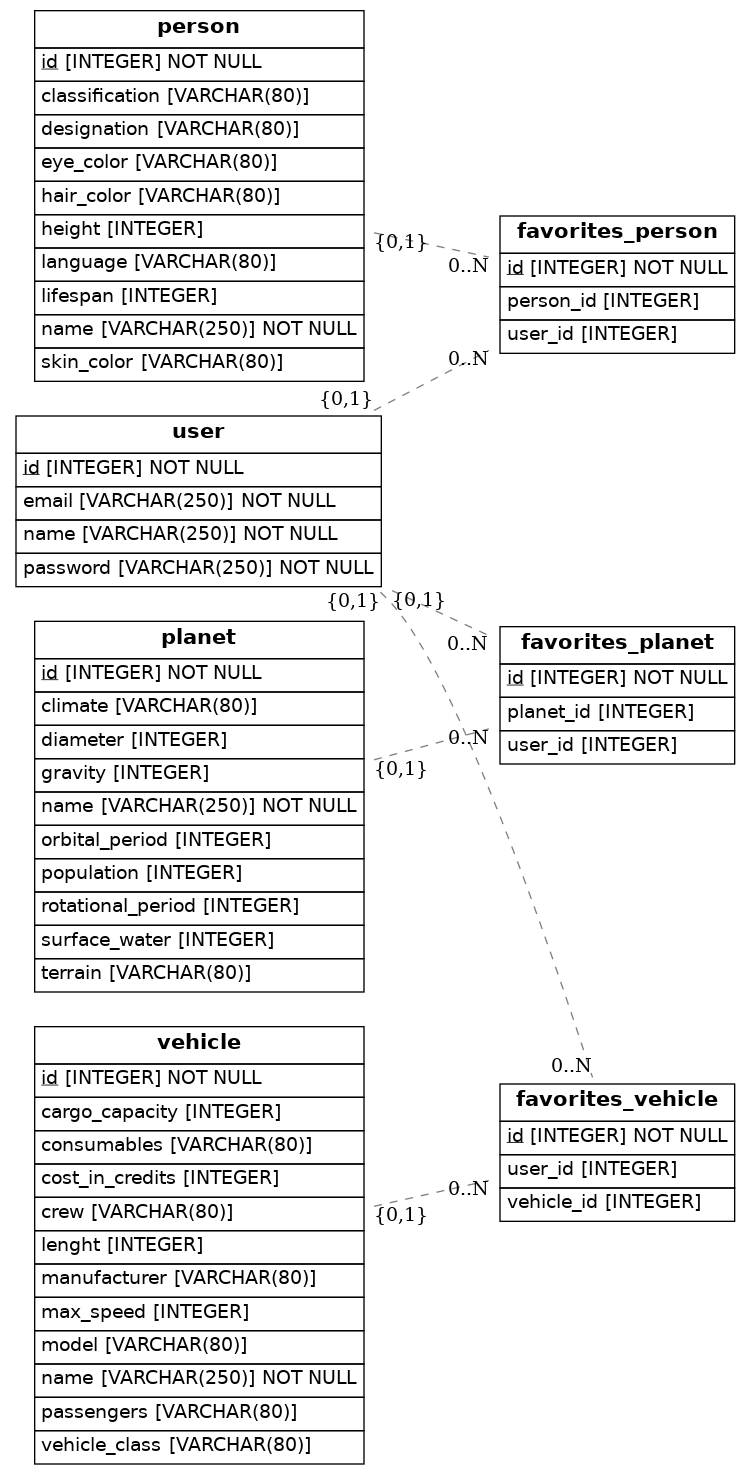 person
id [INTEGER] NOT NULL
classification [VARCHAR(80)]
designation [VARCHAR(80)]
eye_color [VARCHAR(80)]
hair_color [VARCHAR(80)]
height [INTEGER]
language [VARCHAR(80)]
lifespan [INTEGER]
name [VARCHAR(250)] NOT NULL
skin_color [VARCHAR(80)]
{0,1}
0..N
favorites_person
id [INTEGER] NOT NULL
person_id [INTEGER]
user_id [INTEGER]
0..N
{0,1}
user
id [INTEGER] NOT NULL
email [VARCHAR(250)] NOT NULL
name [VARCHAR(250)] NOT NULL
password [VARCHAR(250)] NOT NULL
{0,1}
{0,1}
0..N
favorites_planet
id [INTEGER] NOT NULL
planet_id [INTEGER]
user_id [INTEGER]
0..N
{0,1}
planet
id [INTEGER] NOT NULL
climate [VARCHAR(80)]
diameter [INTEGER]
gravity [INTEGER]
name [VARCHAR(250)] NOT NULL
orbital_period [INTEGER]
population [INTEGER]
rotational_period [INTEGER]
surface_water [INTEGER]
terrain [VARCHAR(80)]
vehicle
id [INTEGER] NOT NULL
cargo_capacity [INTEGER]
consumables [VARCHAR(80)]
cost_in_credits [INTEGER]
crew [VARCHAR(80)]
lenght [INTEGER]
manufacturer [VARCHAR(80)]
max_speed [INTEGER]
model [VARCHAR(80)]
name [VARCHAR(250)] NOT NULL
passengers [VARCHAR(80)]
vehicle_class [VARCHAR(80)]
0..N
favorites_vehicle
id [INTEGER] NOT NULL
user_id [INTEGER]
vehicle_id [INTEGER]
0..N
{0,1}